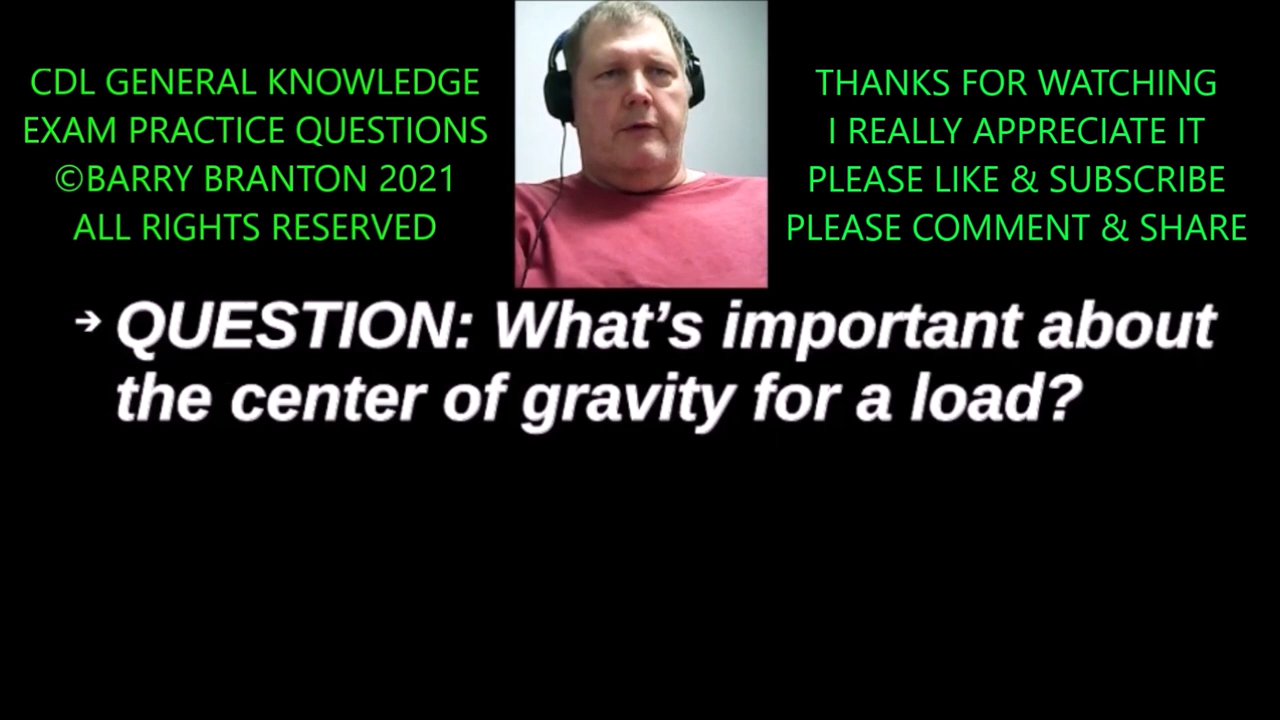 CDL GENERAL KNOWLEDGE
EXAM PRACTICE QUESTIONS
©BARRY BRANTON 2021
ALL RIGHTS RESERVED
THANKS FOR WATCHING
I REALLY APPRECIATE IT
PLEASE LIKE & SUBSCRIBE
PLEASE COMMENT & SHARE
➔ QUESTION: What’s important about
the center of gravity for a load?